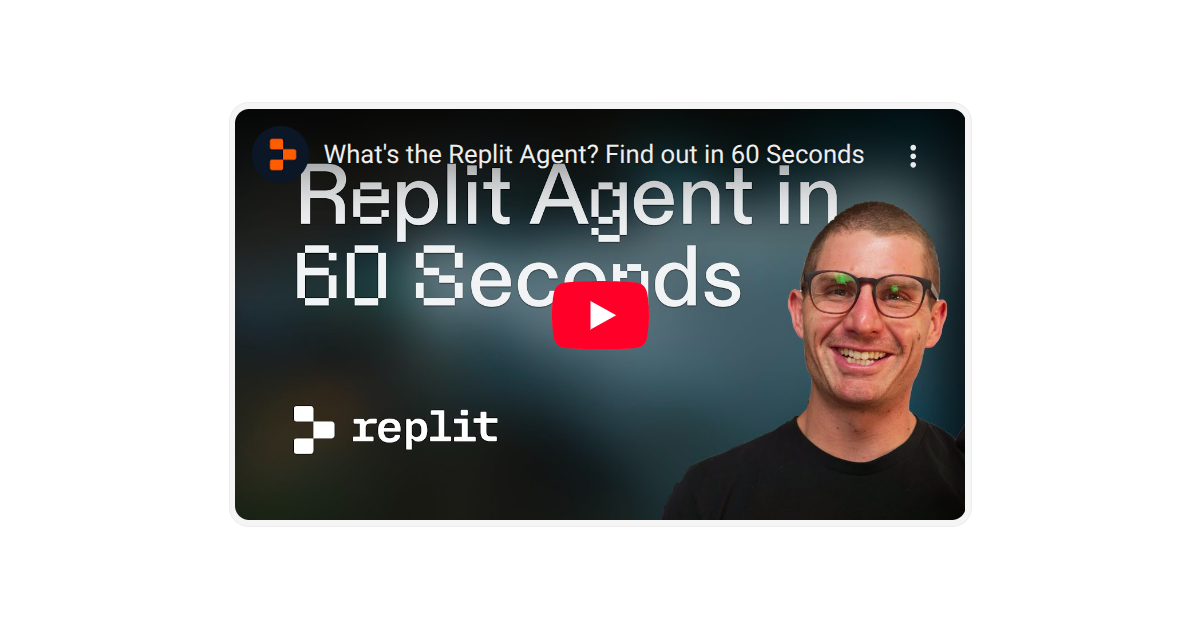 What's the Replit Agent? Find out in 60 Seconds
Replit Agent in
60 Seconds
replit